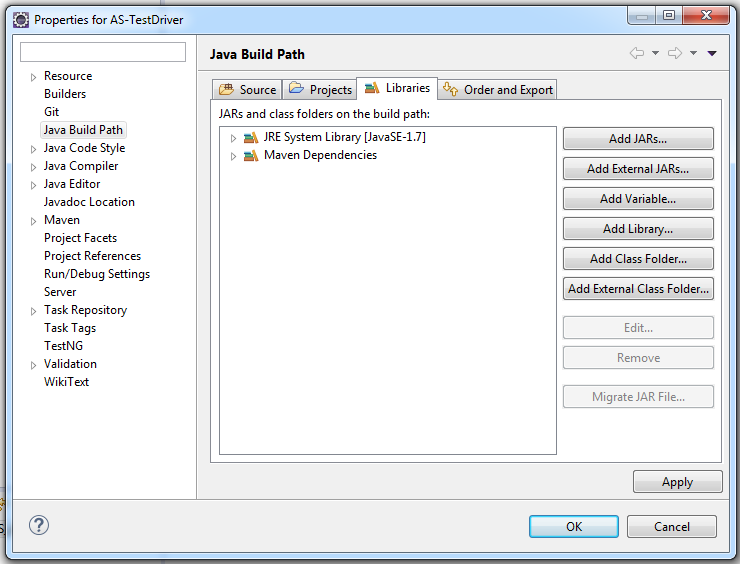 Properties for AS-TestDriver
Resource
Builders
Git
Java Build Path
Java Code Style
Java Compiler
Java Editor
Javadoc Location
Maven
Project Facets
Project References
Run/Debug Settings
Server
Task Repository
Task Tags
TestNG
Validation
WikiText
Java Build Path
Source Projects Libraries Order and Export
JARs and class folders on the build path:
JRE System Library [JavaSE-1.7]
Maven Dependencies
Add JARs...
Add External JARs...
Add Variable...
Add Library...
Add Class Folder...
Add External Class Folder...
Edit...
Remove
Migrate JAR File...
Apply
?
OK Cancel